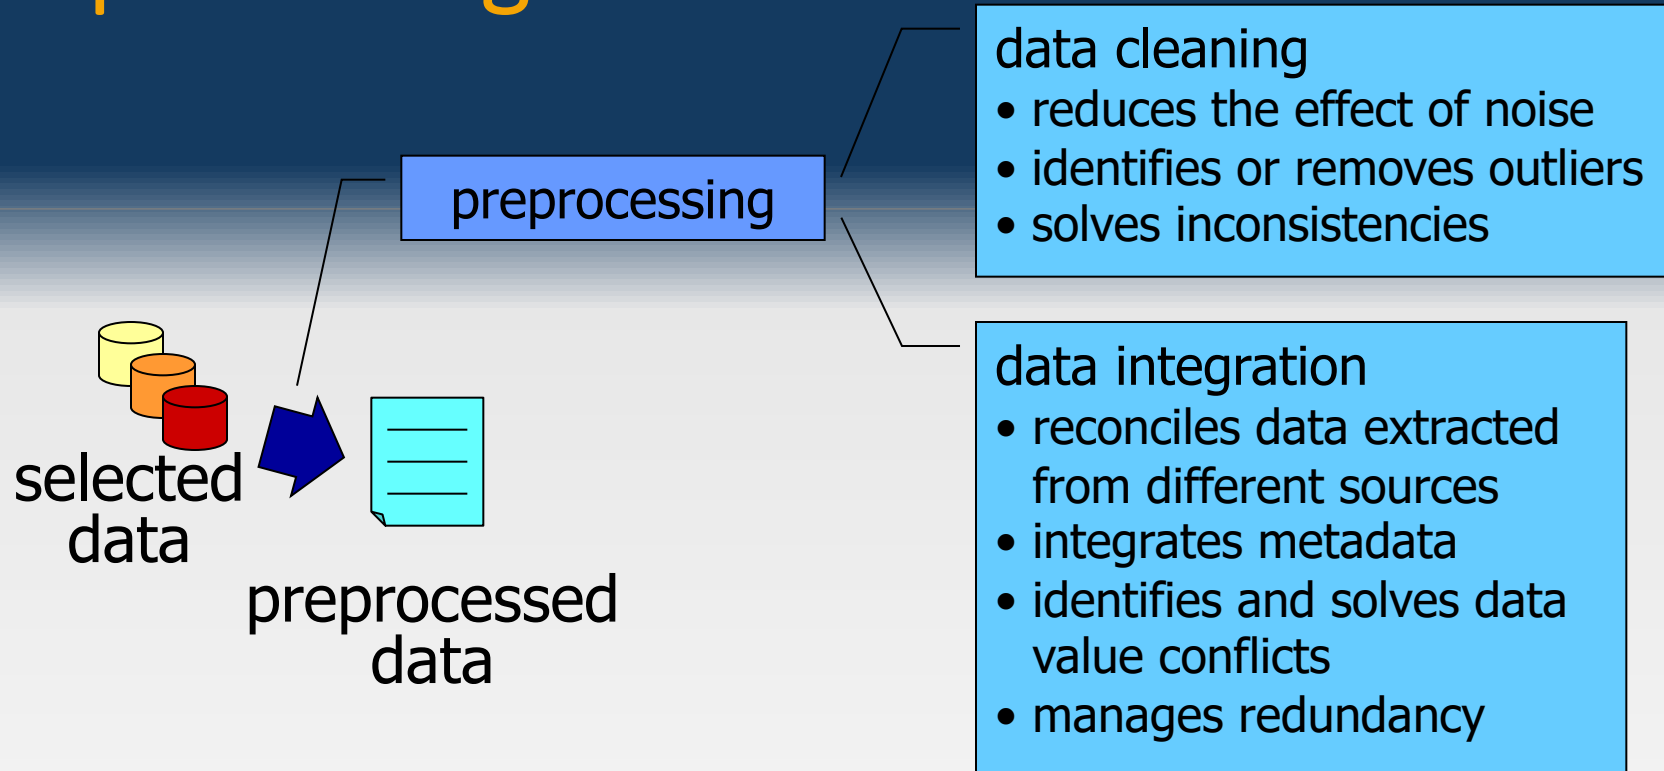 preprocessing
data cleaning
• reduces the effect of noise
• identifies or removes outliers
• solves inconsistencies
data integration
• reconciles data extracted
from different sources
• integrates metadata
• identifies and solves data
value conflicts
• manages redundancy
selected
data
preprocessed
data